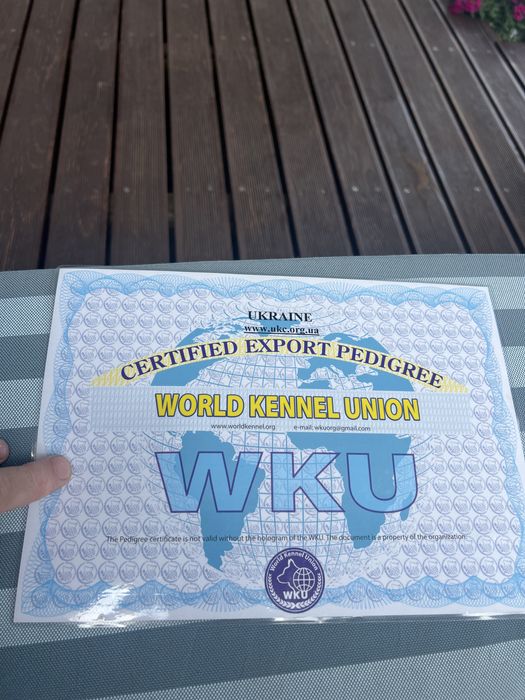 UKRAINE
www.ukc.org.ua
CERTIFIED EXPORT PEDIGREE
WORLD KENNEL UNION
www.worldkennel.org e-mail: wkuorg@gmail.com
WKU
The Pedigree certificate is not valid without the hologram of the WKU. The document is a property of the organization.
World Kennel Union
WKU